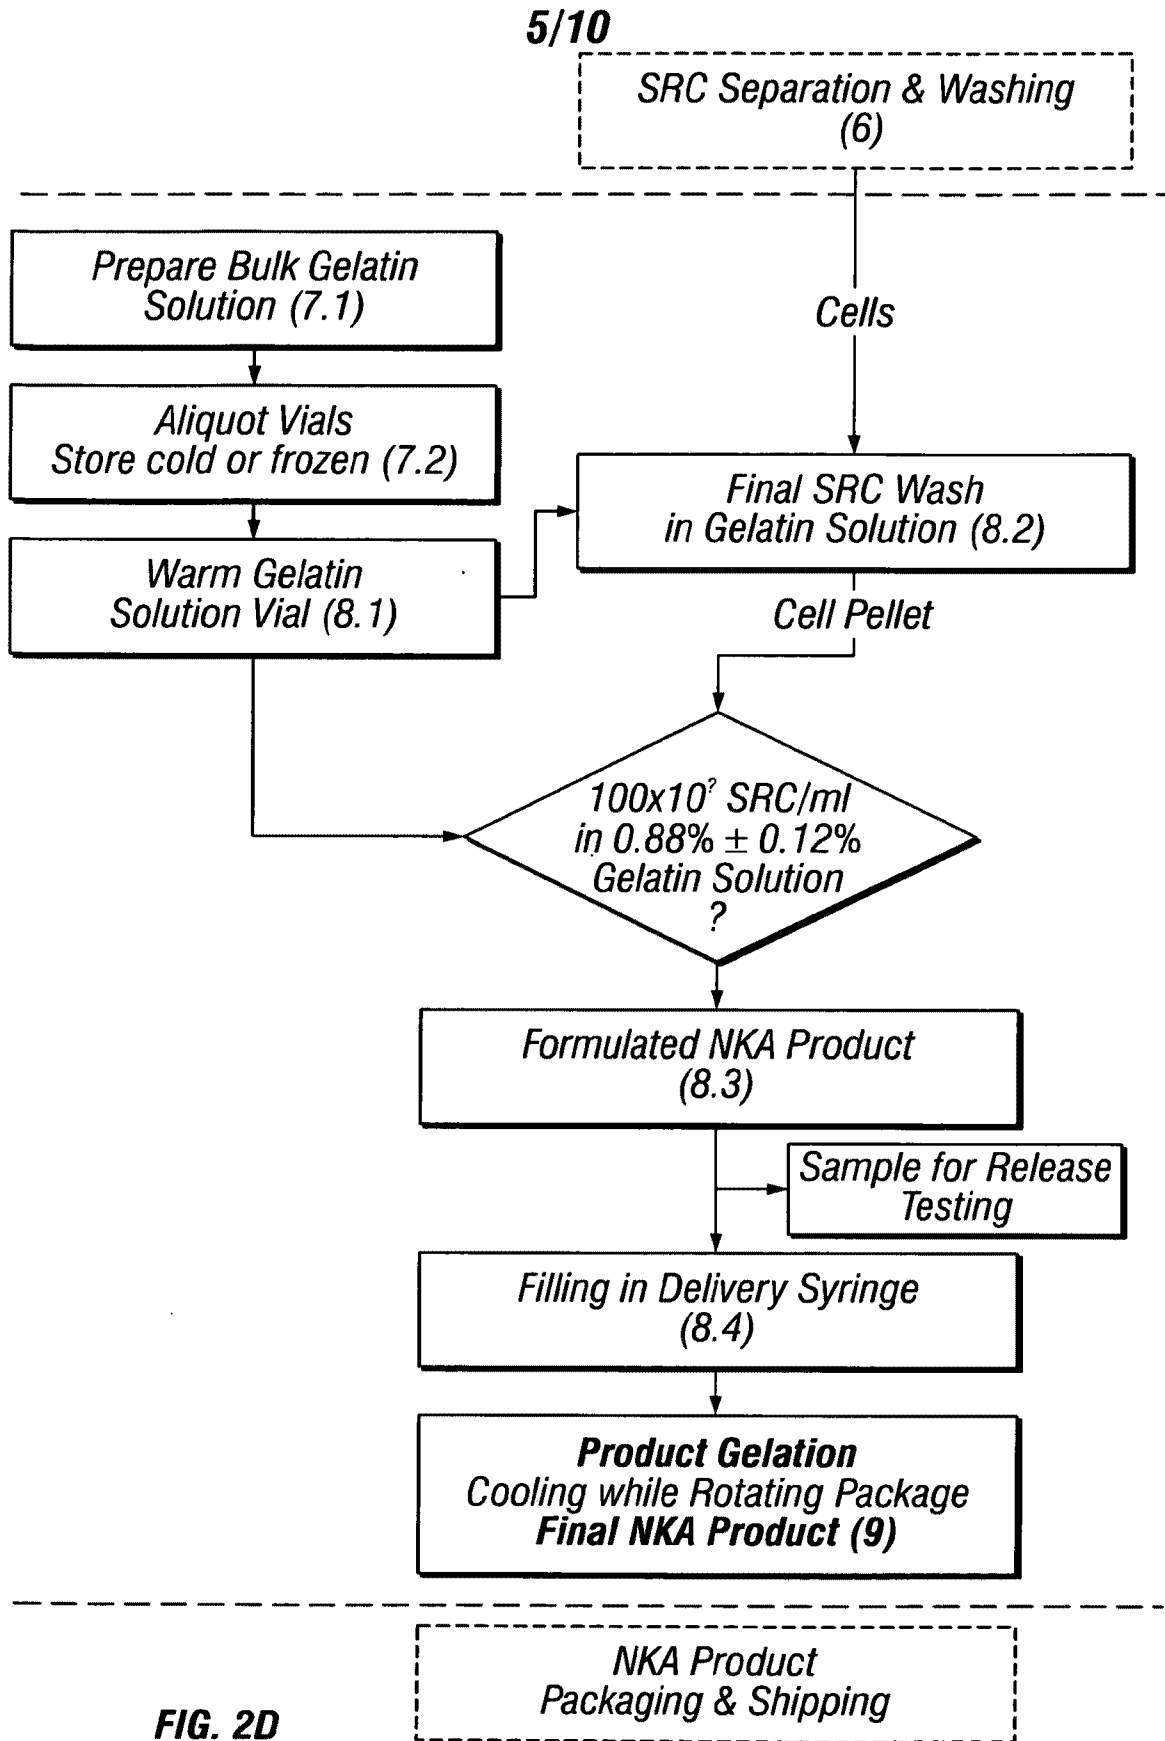 5/10
SRC Separation & Washing
(6)
Prepare Bulk Gelatin
Solution (7.1)
Cells
Aliquot Vials
Store cold or frozen (7.2)
Final SRC Wash
in Gelatin Solution (8.2)
Warm Gelatin
Solution Vial (8.1)
Cell Pellet
100x10? SRC/ml
in 0.88% ± 0.12%
Gelatin Solution
?
Formulated NKA Product
(8.3)
Sample for Release
Testing
Filling in Delivery Syringe
(8.4)
Product Gelation
Cooling while Rotating Package
Final NKA Product (9)
NKA Product
Packaging & Shipping
FIG. 2D